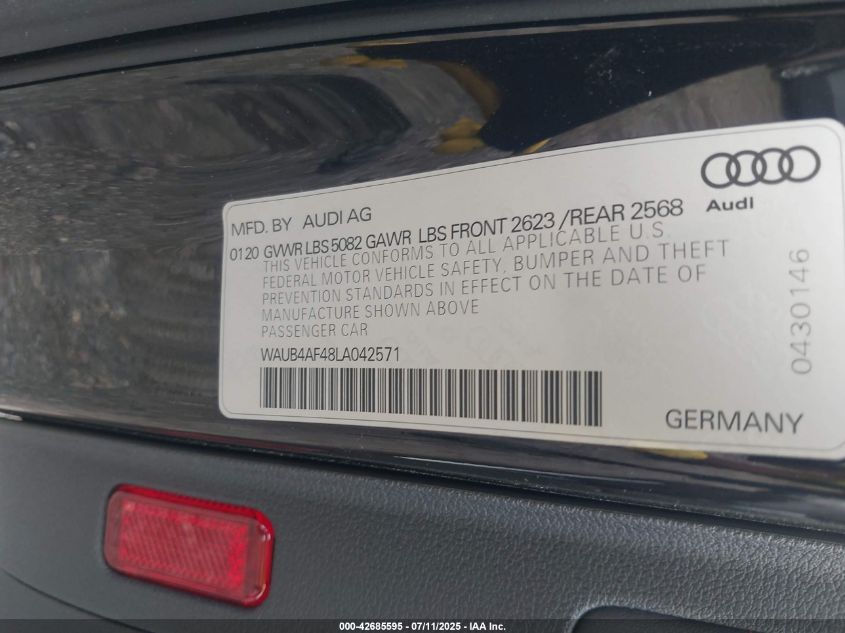 Audi
MFD. BY AUDI AG
0120 GVWR LBS 5082 GAWR LBS FRONT 2623 /REAR 2568
THIS VEHICLE CONFORMS TO ALL APPLICABLE U.S.
FEDERAL MOTOR VEHICLE SAFETY, BUMPER AND THEFT
PREVENTION STANDARDS IN EFFECT ON THE DATE OF
MANUFACTURE SHOWN ABOVE
PASSENGER CAR
WAUB4AF48LA042571
0430146
GERMANY
000-42685595 - 07/11/2025 - IAA Inc.